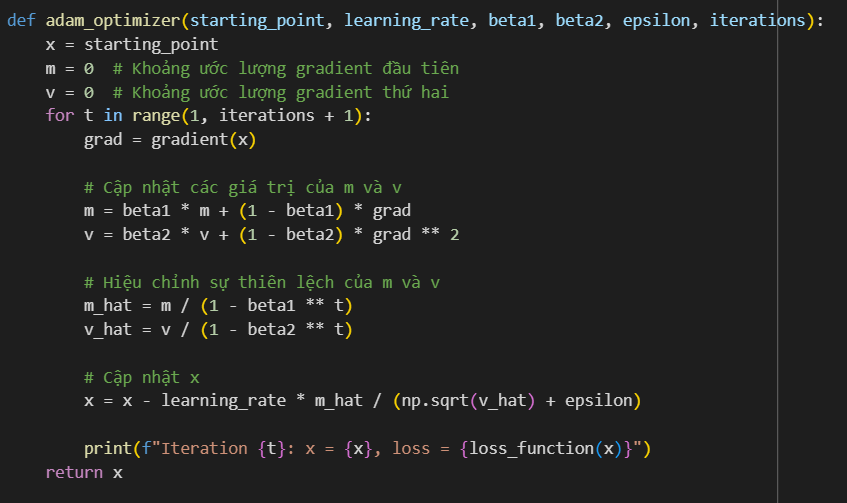 def adam_optimizer(starting_point, learning_rate, beta1, beta2, epsilon, iterations):
    x = starting_point
    m = 0  # Khoảng ước lượng gradient đầu tiên
    v = 0  # Khoảng ước lượng gradient thứ hai
    for t in range(1, iterations + 1):
        grad = gradient(x)

        # Cập nhật các giá trị của m và v
        m = beta1 * m + (1 - beta1) * grad
        v = beta2 * v + (1 - beta2) * grad ** 2

        # Hiệu chỉnh sự thiên lệch của m và v
        m_hat = m / (1 - beta1 ** t)
        v_hat = v / (1 - beta2 ** t)

        # Cập nhật x
        x = x - learning_rate * m_hat / (np.sqrt(v_hat) + epsilon)

        print(f"Iteration {t}: x = {x}, loss = {loss_function(x)}")
    return x